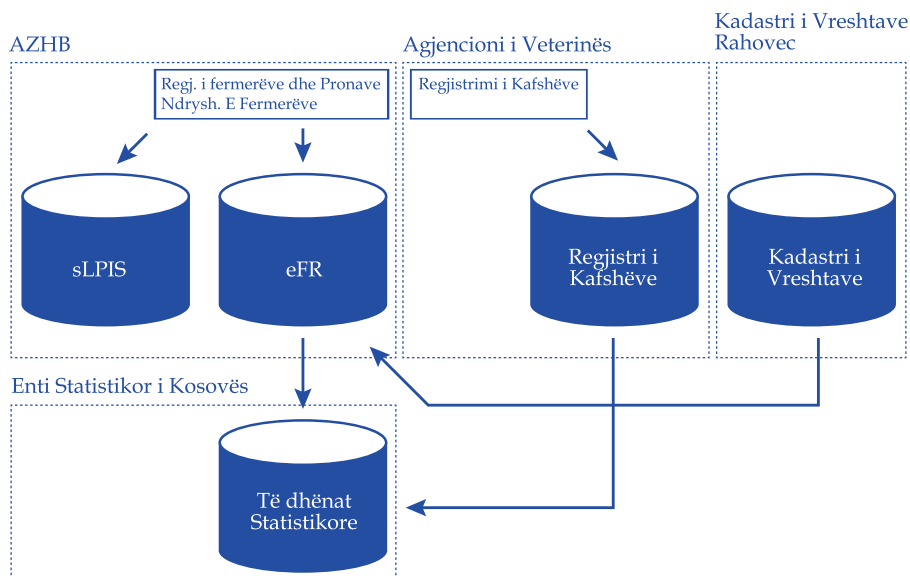 AZHB
Agjencioni i Veterinës
Kadastri i Vreshtave
Rahovec
Regj. i fermerëve dhe Pronave
Ndrysh. E Fermerëve
Regjistrimi i Kafshëve
sLPIS
eFR
Regjistri i
Kafshëve
Kadastri i
Vreshtave
Enti Statistikor i Kosovës
Të dhënat
Statistikore